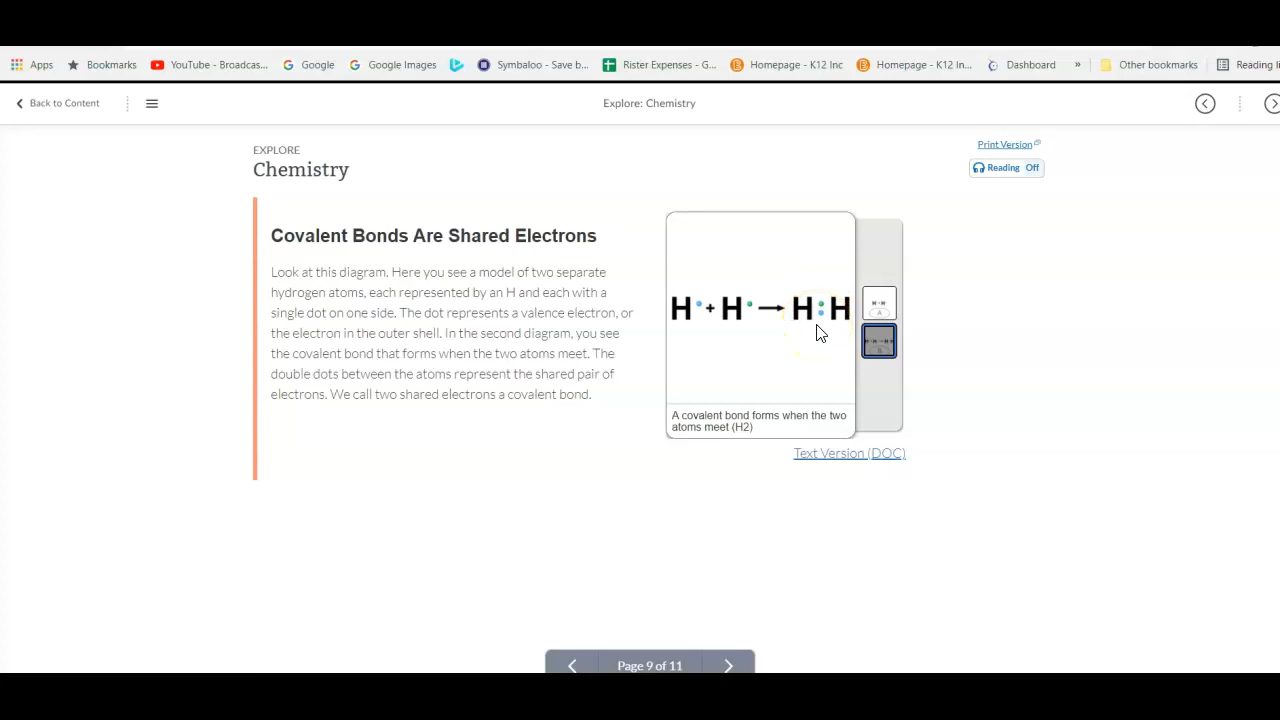 Apps Bookmarks YouTube - Broadcas... Google Google Images Symbaloo - Save b... Rister Expenses - G... Homepage - K12 Inc Homepage - K12 In... Dashboard » Other bookmarks Reading li
Back to Content Explore: Chemistry
EXPLORE
Chemistry
Print Version
Reading Off
Covalent Bonds Are Shared Electrons
Look at this diagram. Here you see a model of two separate
hydrogen atoms, each represented by an H and each with a
single dot on one side. The dot represents a valence electron, or
the electron in the outer shell. In the second diagram, you see
the covalent bond that forms when the two atoms meet. The
double dots between the atoms represent the shared pair of
electrons. We call two shared electrons a covalent bond.
H· + H· → H:H
A covalent bond forms when the two
atoms meet (H2)
A
B
Text Version (DOC)
Page 9 of 11